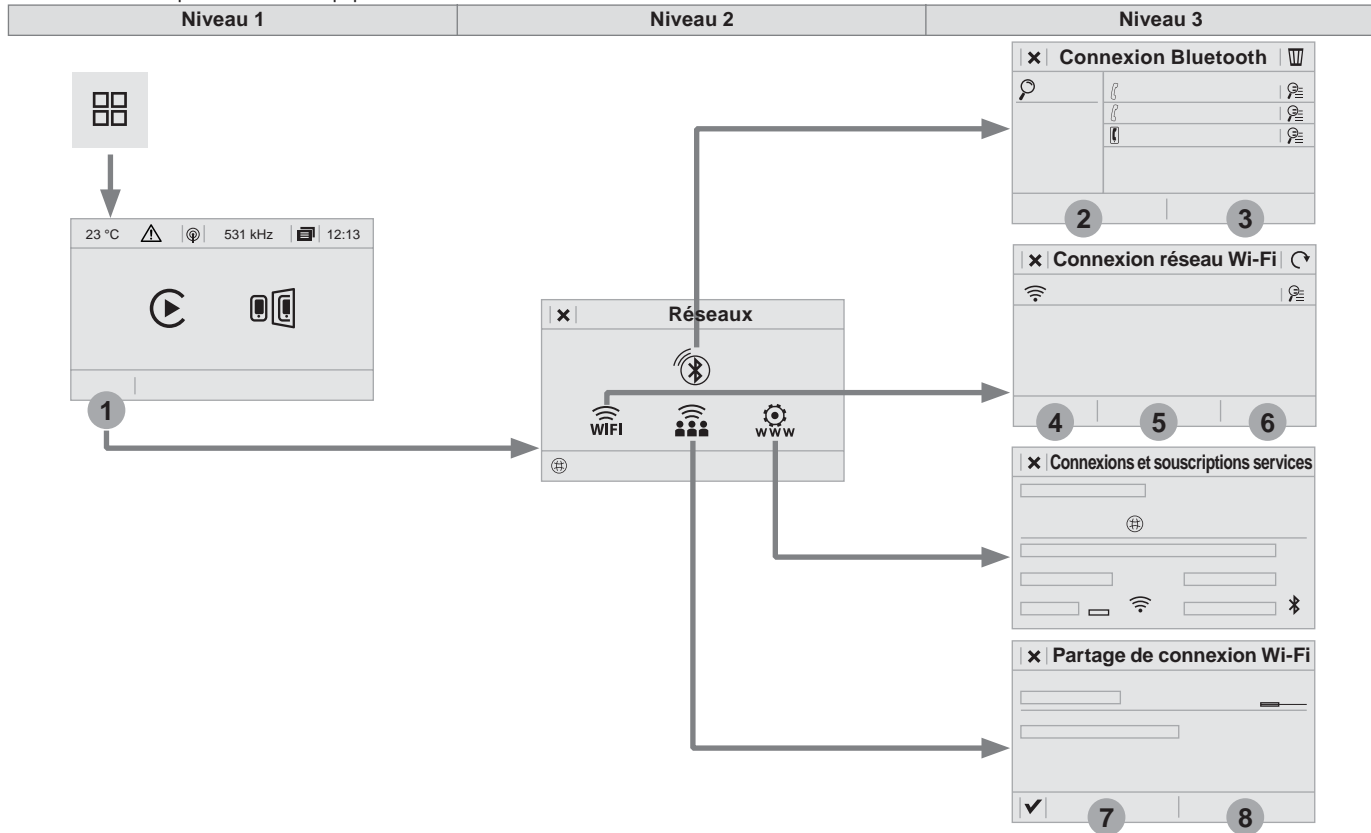 Niveau 1
Niveau 2
Niveau 3
23 °C
531 kHz
12:13
1
Réseaux
WIFI
www
Connexion Bluetooth
2
3
Connexion réseau Wi-Fi
4
5
6
Connexions et souscriptions services
Partage de connexion Wi-Fi
7
8